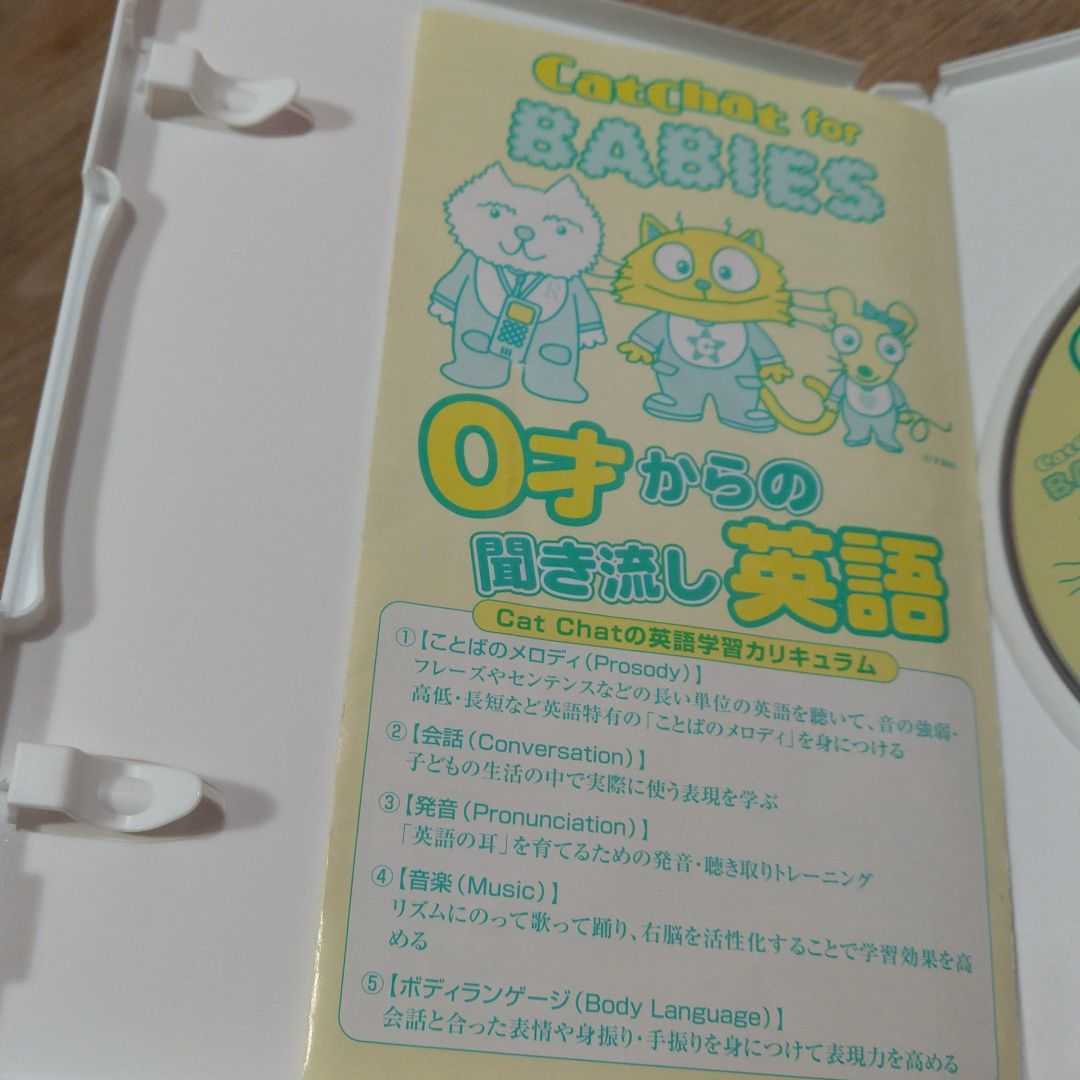 CatChat for
BABIES
0才からの
聞き流し英語
Cat Chatの英語学習カリキュラム
①【ことばのメロディ(Prosody)】
フレーズやセンテンスなどの長い単位の英語を聴いて、音の強弱・
高低・長短など英語特有の「ことばのメロディ」を身につける
②【会話(Conversation)】
子どもの生活の中で実際に使う表現を学ぶ
③【発音(Pronunciation)】
「英語の耳」を育てるための発音・聴き取りトレーニング
④【音楽(Music)】
リズムにのって歌って踊り、右脳を活性化することで学習効果を高
める
⑤【ボディランゲージ(Body Language)】
会話と合った表情や身振り・手振りを身につけて表現力を高める